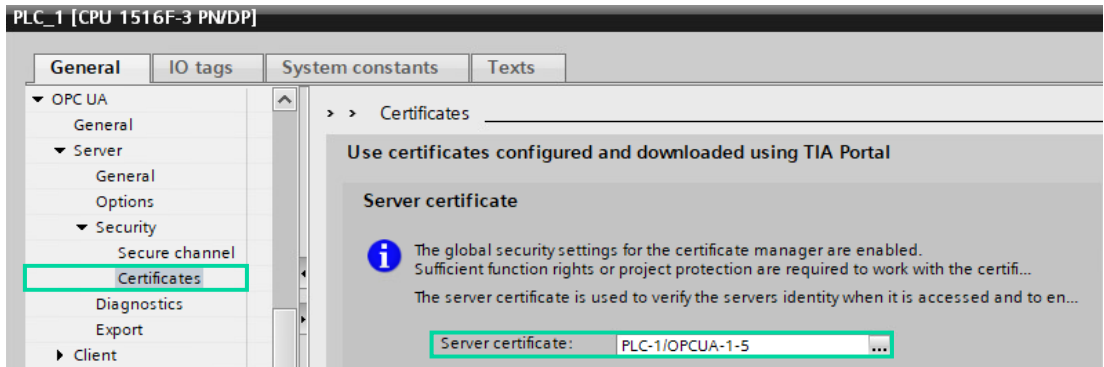 PLC_1 [CPU 1516F-3 PN/DP]
General IO tags System constants Texts
OPC UA
General
Server
General
Options
Security
Secure channel
Certificates
Diagnostics
Export
Client
> > Certificates
Use certificates configured and downloaded using TIA Portal
Server certificate
The global security settings for the certificate manager are enabled.
Sufficient function rights or project protection are required to work with the certifi...
The server certificate is used to verify the servers identity when it is accessed and to en...
Server certificate: PLC-1/OPCUA-1-5 ...